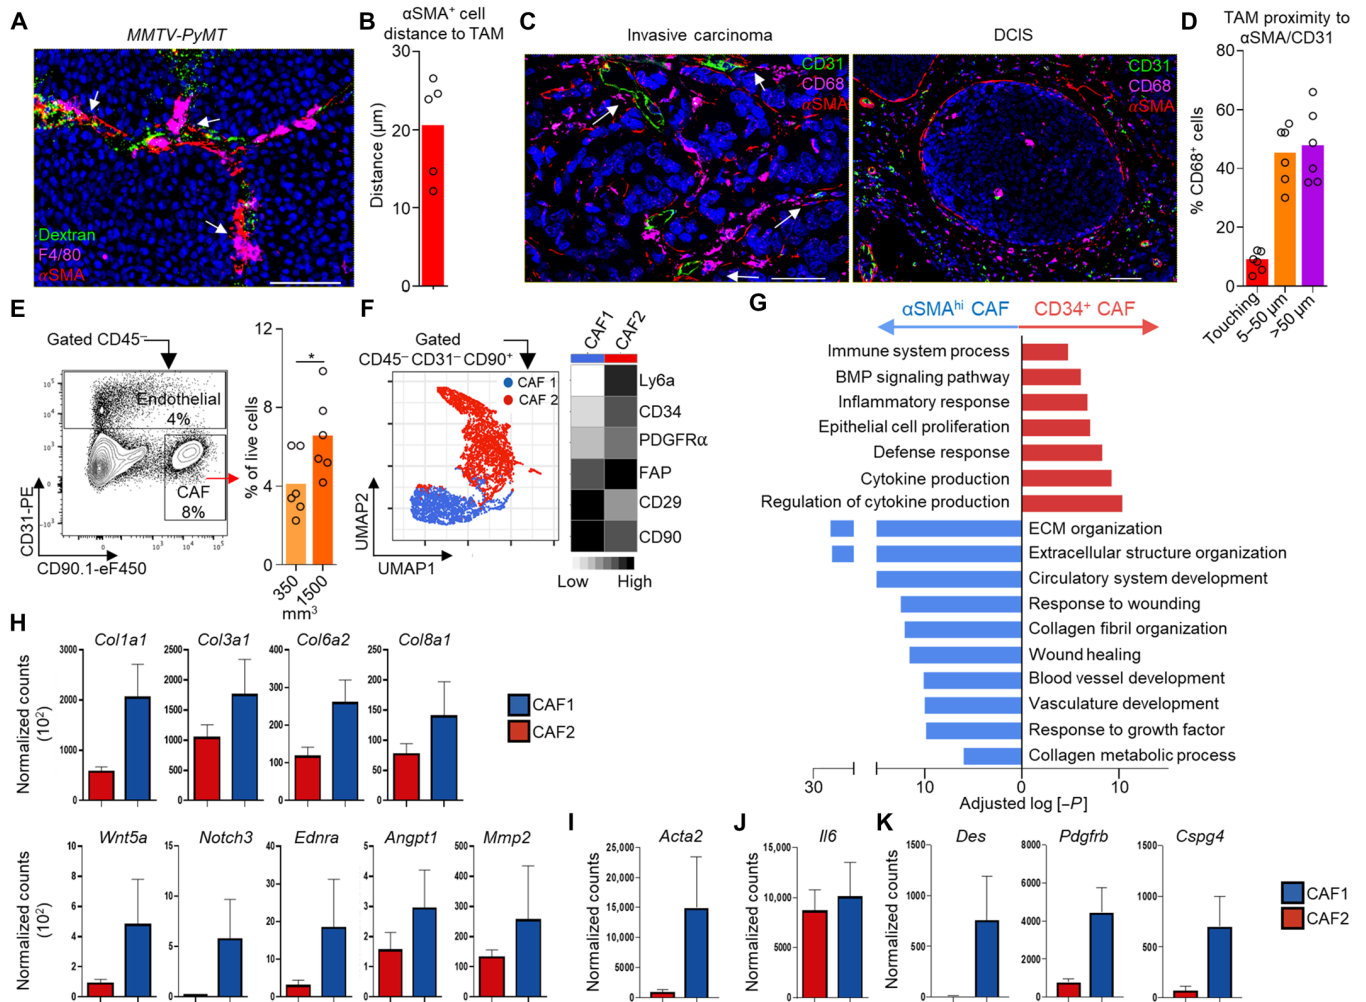 A
MMTV-PyMT
Dextran
F4/80
αSMA
B
αSMA⁺ cell
distance to TAM
Distance (µm)
30
20
10
0
C
Invasive carcinoma
DCIS
CD31
CD68
αSMA
CD31
CD68
αSMA
D
TAM proximity to
αSMA/CD31
% CD68⁺ cells
80
60
40
20
0
Touching
5–50 µm
>50 µm
E
Gated CD45⁻
Endothelial
4%
CAF
8%
CD31-PE
CD90.1-eF450
10⁵
10⁴
10³
0
–10³
0
10³
10⁴
10⁵
% of live cells
12
8
4
0
*
350
1000
mm³
F
Gated
CD45⁻ CD31⁻ CD90⁺
CAF 1
CAF 2
UMAP2
UMAP1
CAF1
CAF2
Ly6a
CD34
PDGFRα
FAP
CD29
CD90
Low
High
G
αSMAʰⁱ CAF
CD34⁺ CAF
Immune system process
BMP signaling pathway
Inflammatory response
Epithelial cell proliferation
Defense response
Cytokine production
Regulation of cytokine production
ECM organization
Extracellular structure organization
Circulatory system development
Response to wounding
Collagen fibril organization
Wound healing
Blood vessel development
Vasculature development
Response to growth factor
Collagen metabolic process
30
10
0
10
Adjusted log [–P]
H
Normalized counts
(10²)
Col1a1
3000
2000
1000
0
Col3a1
2500
2000
1500
1000
500
0
Col6a2
400
300
200
100
0
Col8a1
250
200
150
100
50
0
CAF1
CAF2
Normalized counts
(10²)
Wnt5a
10
8
6
4
2
0
Notch3
15
10
5
0
Ednra
40
30
20
10
0
Angpt1
5
4
3
2
1
0
Mmp2
500
400
300
200
100
0
I
Normalized counts
Acta2
25,000
20,000
15,000
10,000
5000
0
J
Normalized counts
Il6
15,000
10,000
5000
0
K
Normalized counts
Des
1500
1000
500
0
Pdgfrb
8000
6000
4000
2000
0
Cspg4
1500
1000
500
0
CAF1
CAF2